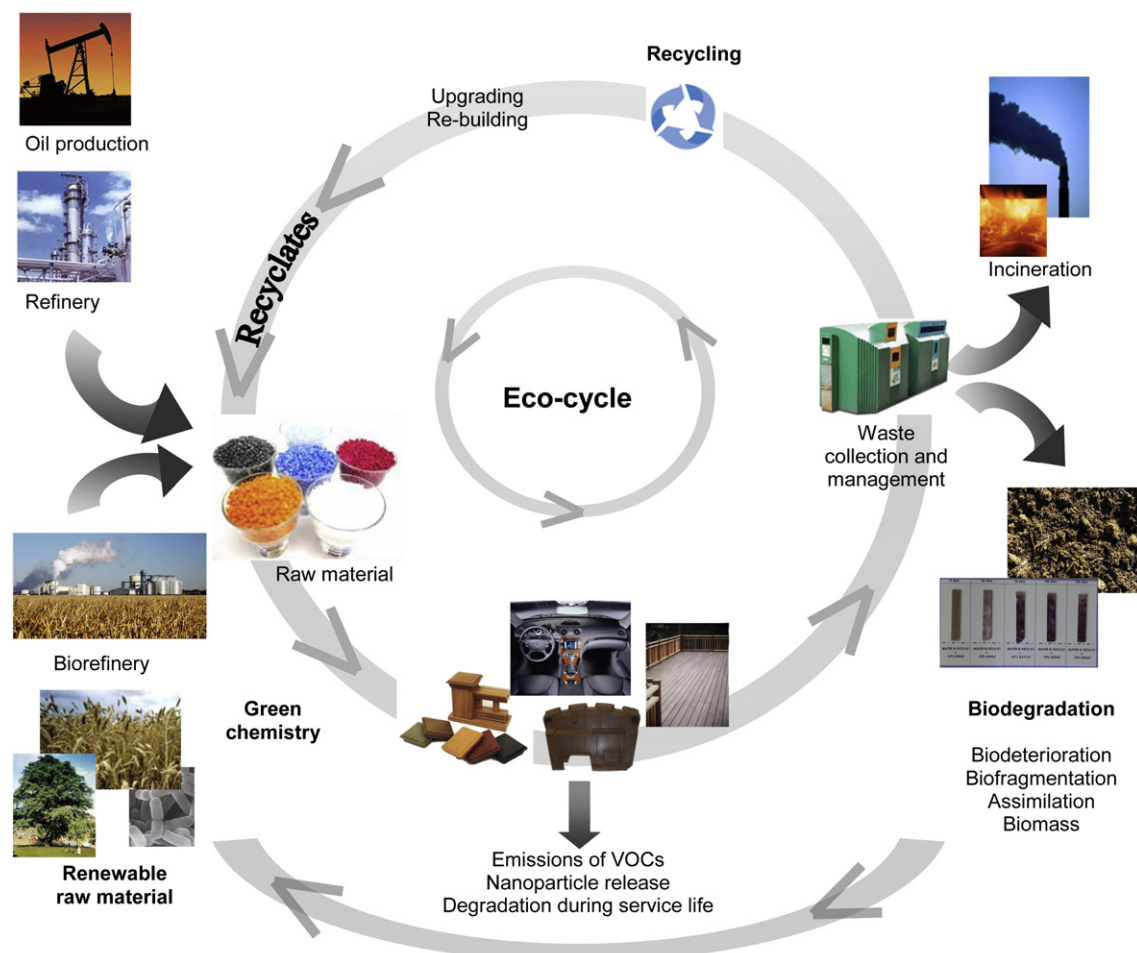 Oil production
Refinery
Upgrading
Re-building
Recycling
Recyclates
Incineration
Eco-cycle
Waste
collection and
management
Raw material
Biorefinery
Green
chemistry
Renewable
raw material
Emissions of VOCs
Nanoparticle release
Degradation during service life
Biodegradation
Biodeterioration
Biofragmentation
Assimilation
Biomass